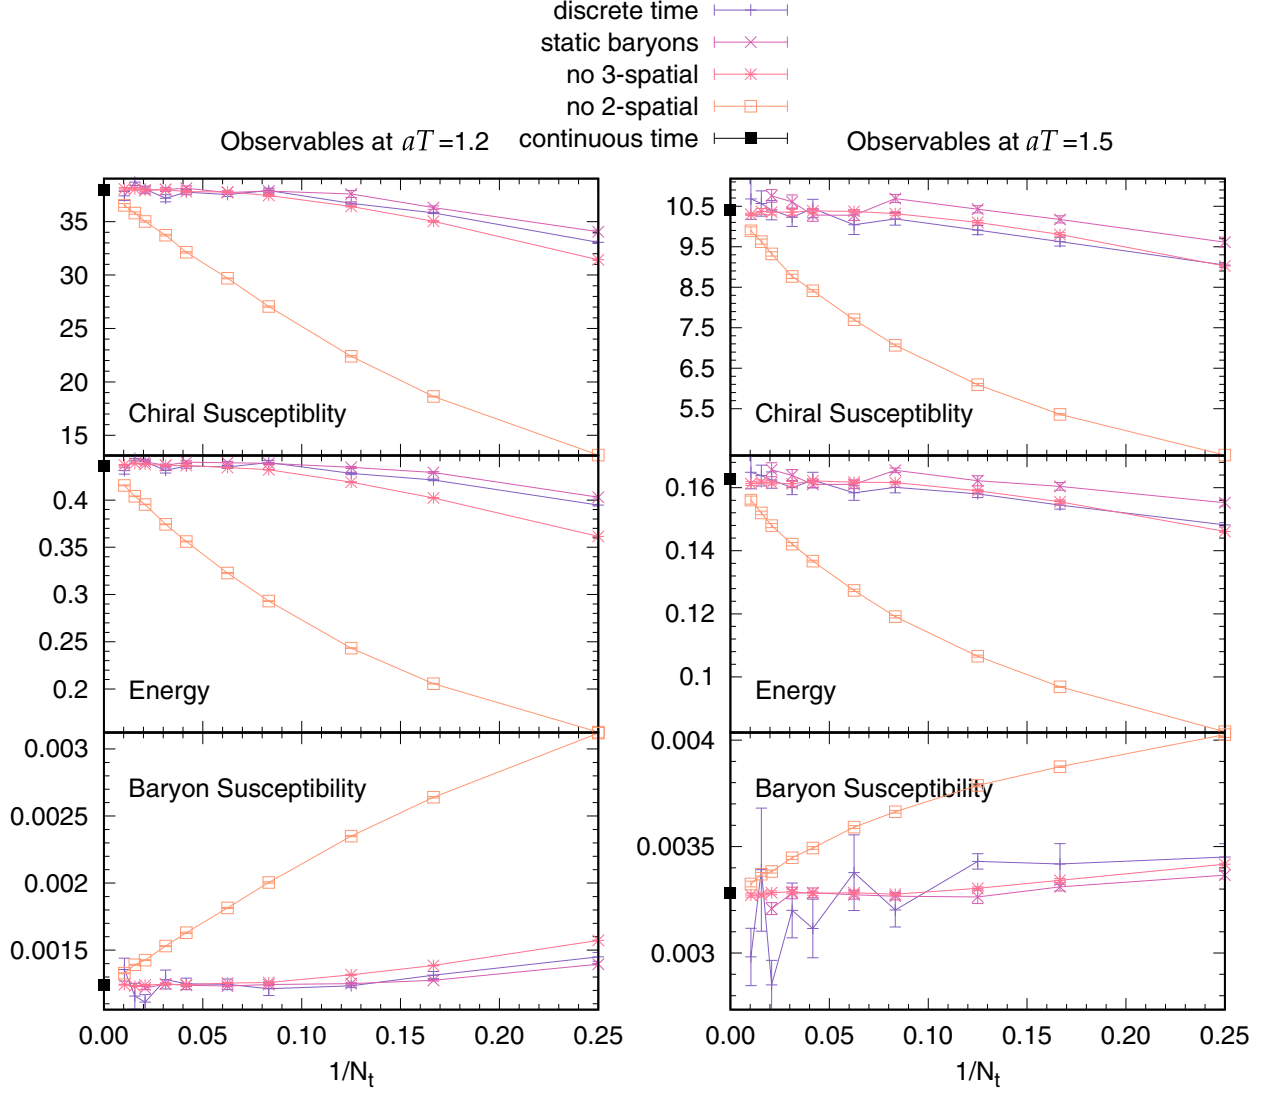 discrete time
static baryons
no 3-spatial
no 2-spatial
continuous time
Observables at aT=1.2
Observables at aT=1.5
35
30
25
20
15
Chiral Susceptiblity
10.5
9.5
8.5
7.5
6.5
5.5
Chiral Susceptiblity
0.4
0.35
0.3
0.25
0.2
Energy
0.16
0.14
0.12
0.1
Energy
0.003
0.0025
0.002
0.0015
Baryon Susceptibility
0.004
0.0035
0.003
Baryon Susceptibility
0.00 0.05 0.10 0.15 0.20 0.25
1/Nt
0.00 0.05 0.10 0.15 0.20 0.25
1/Nt